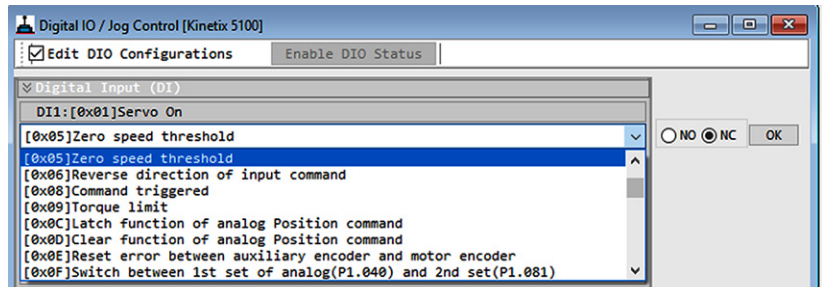 Digital IO / Jog Control [Kinetix 5100]
Edit DIO Configurations Enable DIO Status
Digital Input (DI)
DI1:[0x01]Servo On
[0x05]Zero speed threshold NO NC OK
[0x05]Zero speed threshold
[0x06]Reverse direction of input command
[0x08]Command triggered
[0x09]Torque limit
[0x0C]Latch function of analog Position command
[0x0D]Clear function of analog Position command
[0x0E]Reset error between auxiliary encoder and motor encoder
[0x0F]Switch between 1st set of analog(P1.040) and 2nd set(P1.081)